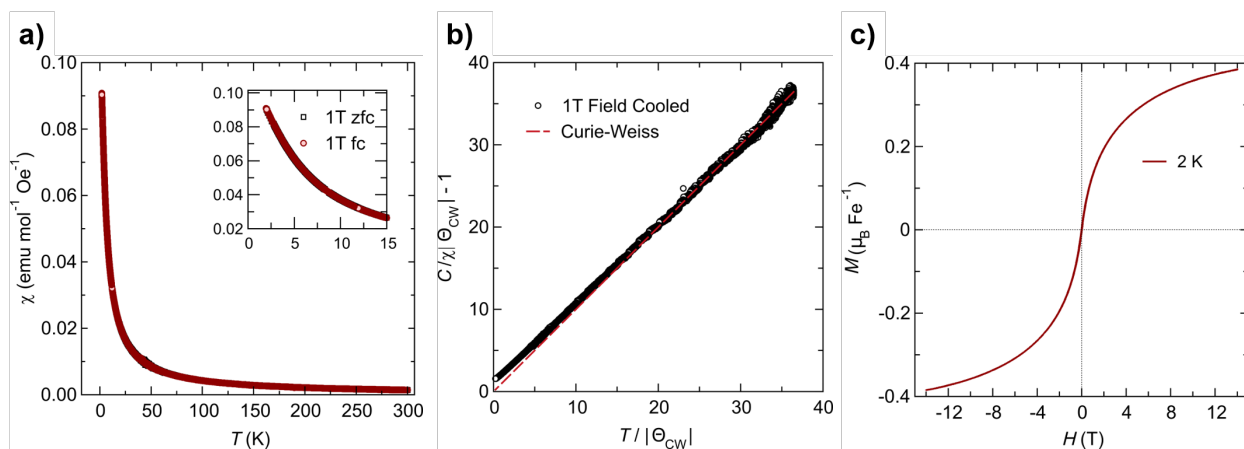 a)
χ (emu mol⁻¹ Oe⁻¹)
0.10
0.08
0.06
0.04
0.02
0.00
0 50 100 150 200 250 300
T (K)
0.10
0.08
0.06
0.04
0.02
0 5 10 15
1T zfc
1T fc
b)
C/χ|Θ_CW| - 1
40
30
20
10
0
0 10 20 30 40
T / |Θ_CW|
1T Field Cooled
Curie-Weiss
c)
M (μ_B Fe⁻¹)
0.4
0.2
0
-0.2
-0.4
-12 -8 -4 0 4 8 12
H (T)
2 K